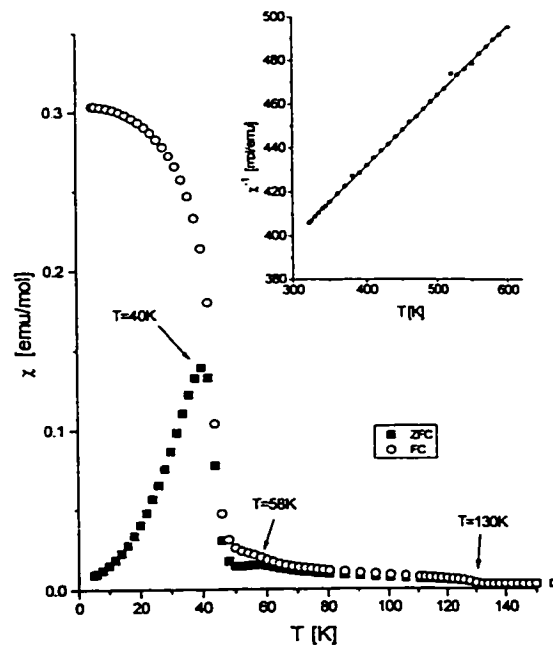 χ [emu/mol]
0.3
0.2
0.1
0.0
0
20
40
60
80
100
120
140
T [K]
T=40K
T=58K
T=130K
ZFC
FC
χ⁻¹ [mol/emu]
500
480
460
440
420
400
380
300
400
500
600
T [K]